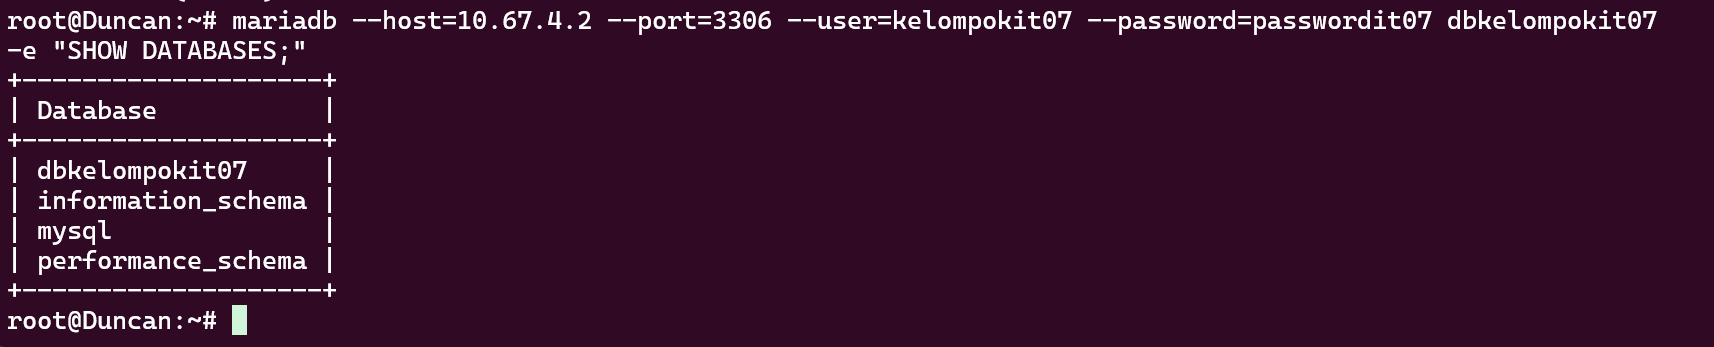 root@Duncan:~# mariadb --host=10.67.4.2 --port=3306 --user=kelompokit07 --password=passwordit07 dbkelompokit07
-e "SHOW DATABASES;"
+--------------------+
| Database           |
+--------------------+
| dbkelompokit07     |
| information_schema |
| mysql              |
| performance_schema |
+--------------------+
root@Duncan:~#